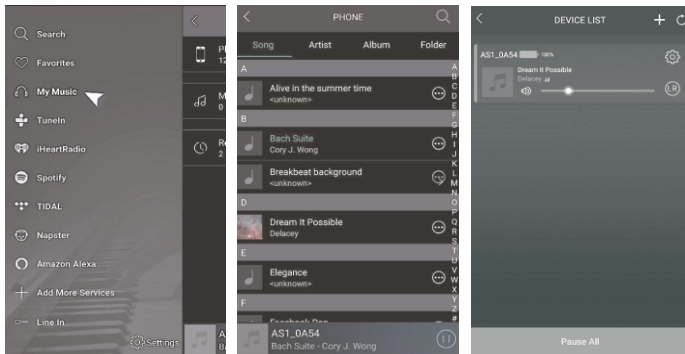 Search
Favorites
My Music
TuneIn
iHeartRadio
Spotify
TIDAL
Napster
Amazon Alexa
Add More Services
Line In
Settings
PHONE
Song Artist Album Folder
A
Alive in the summer time
<unknown>
B
Bach Suite
Cory J. Wong
Breakbeat background
<unknown>
D
Dream It Possible
Delacey
E
Elegance
<unknown>
F
Facebook Pop
A
B
C
D
E
F
G
H
I
J
K
L
M
N
O
P
Q
R
S
T
U
V
W
X
Y
Z
#
AS1_0A54
Bach Suite - Cory J. Wong
DEVICE LIST
AS1_0A54 100%
Dream It Possible
Delacey
LR
Pause All